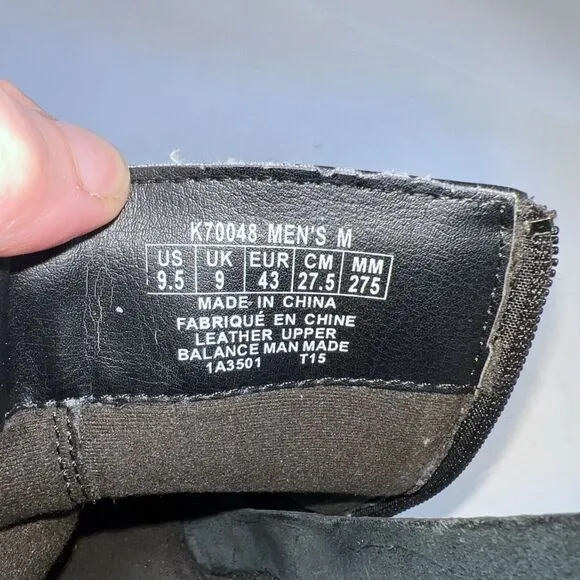 K70048 MEN'S M
US UK EUR CM MM
9.5 9 43 27.5 275
MADE IN CHINA
FABRIQUÉ EN CHINE
LEATHER UPPER
BALANCE MAN MADE
1A3501 T15